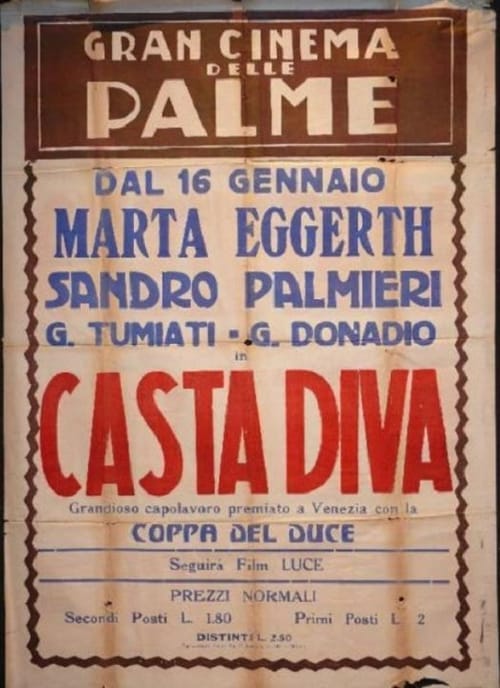 GRAN CINEMA
DELLE
PALME
DAL 16 GENNAIO
MARTA EGGERTH
SANDRO PALMIERI
G. TUMIATI - G. DONADIO
in
CASTA DIVA
Grandioso capolavoro premiato a Venezia con la
COPPA DEL DUCE
Seguirà Film LUCE
PREZZI NORMALI
Secondi Posti L. 1.80 Primi Posti L. 2
DISTINTI L. 2.50